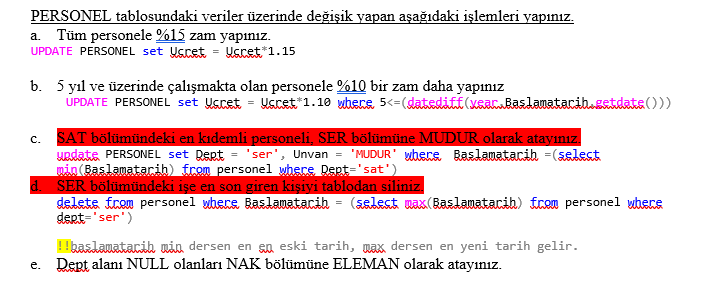 PERSONEL tablosundaki veriler üzerinde değişik yapan aşağıdaki işlemleri yapınız.
a. Tüm personele %15 zam yapınız.
UPDATE PERSONEL set Ucret = Ucret*1.15
b. 5 yıl ve üzerinde çalışmakta olan personele %10 bir zam daha yapınız
UPDATE PERSONEL set Ucret = Ucret*1.10 where 5<=(datediff(year,Baslamatarih,getdate()))
c. SAT bölümündeki en kıdemli personeli, SER bölümüne MUDUR olarak atayınız.
update PERSONEL set Dept = 'ser', Unvan = 'MUDUR' where Baslamatarih =(select
min(Baslamatarih) from personel where Dept='sat')
d. SER bölümündeki işe en son giren kişiyi tablodan siliniz.
delete from personel where Baslamatarih = (select max(Baslamatarih) from personel where
dept='ser')
!!baslamatarih min dersen en en eski tarih, max dersen en yeni tarih gelir.
e. Dept alanı NULL olanları NAK bölümüne ELEMAN olarak atayınız.